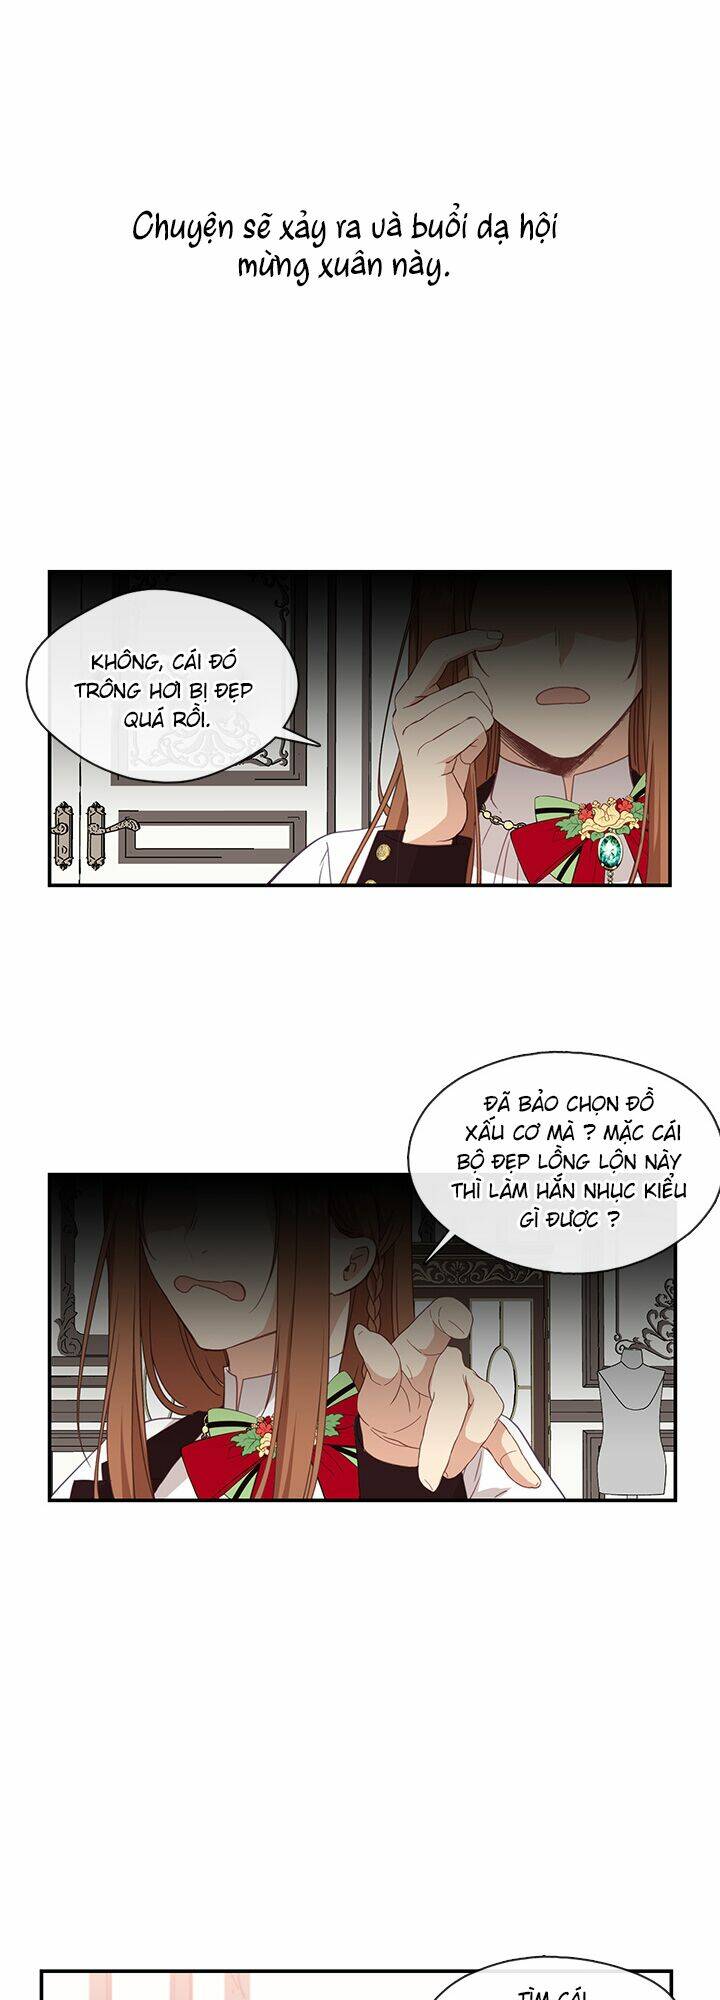 Chuyện sẽ xảy ra và buổi dạ hội
mừng xuân này.
KHÔNG, CÁI ĐÓ
TRÔNG HƠI BỊ ĐẸP
QUÁ RỒI.
ĐÃ BẢO CHỌN ĐỒ
XẤU CƠ MÀ ? MẶC CÁI
BỘ ĐẸP LỒNG LỘN NÀY
THÌ LÀM HẮN NHỤC KIỂU
GÌ ĐƯỢC ?
TÌM CÁI